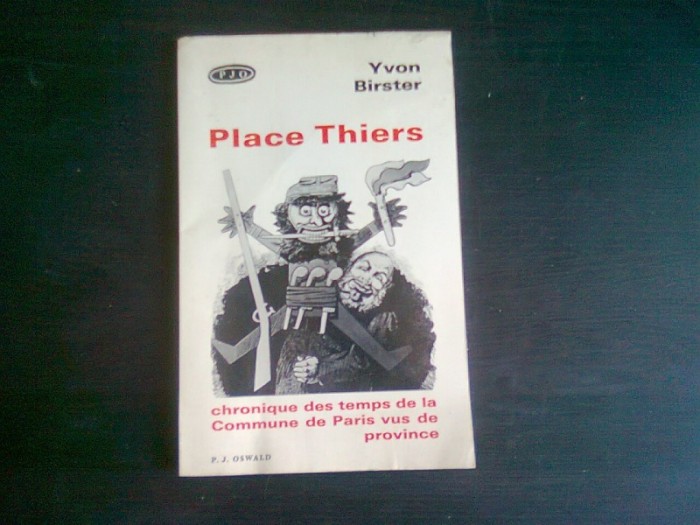 PJO
Yvon
Birster
Place Thiers
chronique des temps de la
Commune de Paris vus de
province
P. J. OSWALD